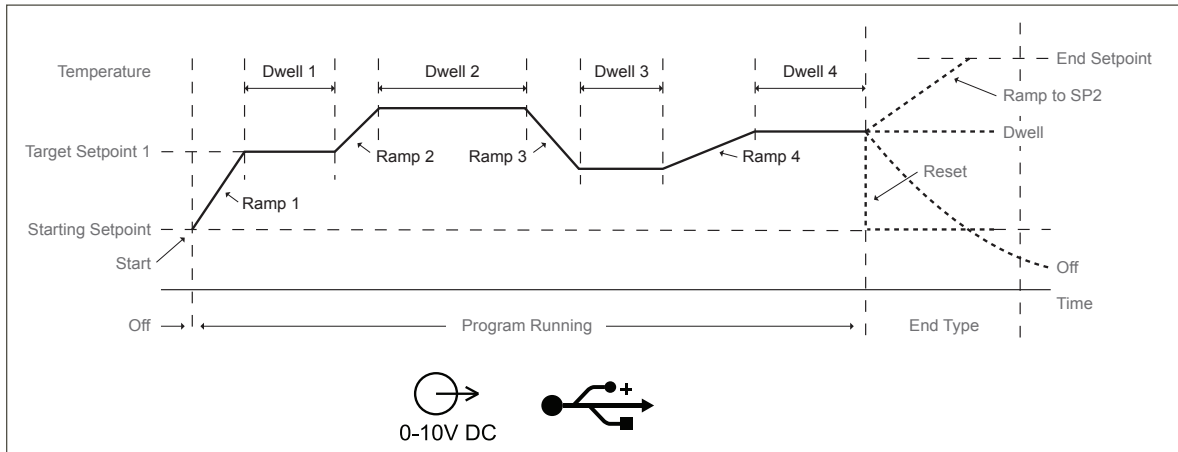 Temperature
Dwell 1
Dwell 2
Dwell 3
Dwell 4
End Setpoint
Ramp to SP2
Dwell
Target Setpoint 1
Ramp 2
Ramp 3
Ramp 4
Reset
Ramp 1
Starting Setpoint
Start
Off
Time
Off
Program Running
End Type
+
0-10V DC